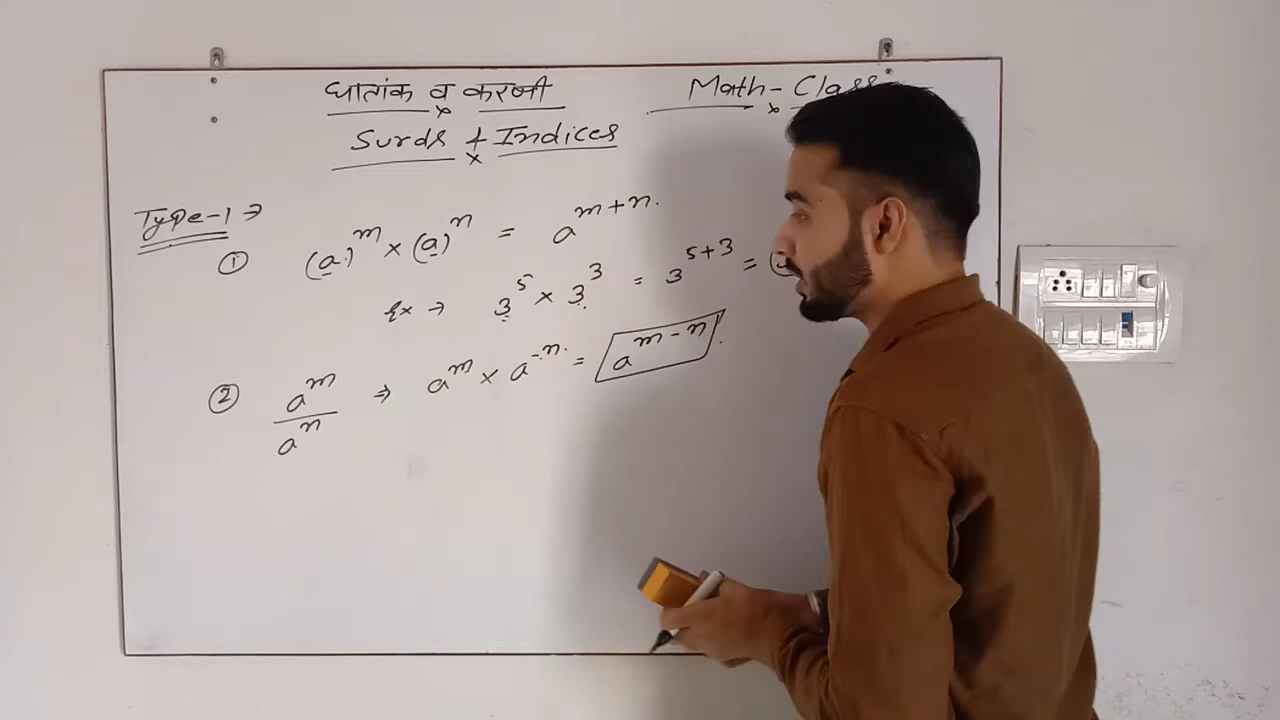 घातांक व करणी Math-Class
Surds & Indices
Type-1 ⇒
① (a)^m × (a)^n = a^{m+n}.
Ex → 3^5 × 3^3 = 3^{5+3} =
② a^m / a^n ⇒ a^m × a^{-n} = a^{m-n}